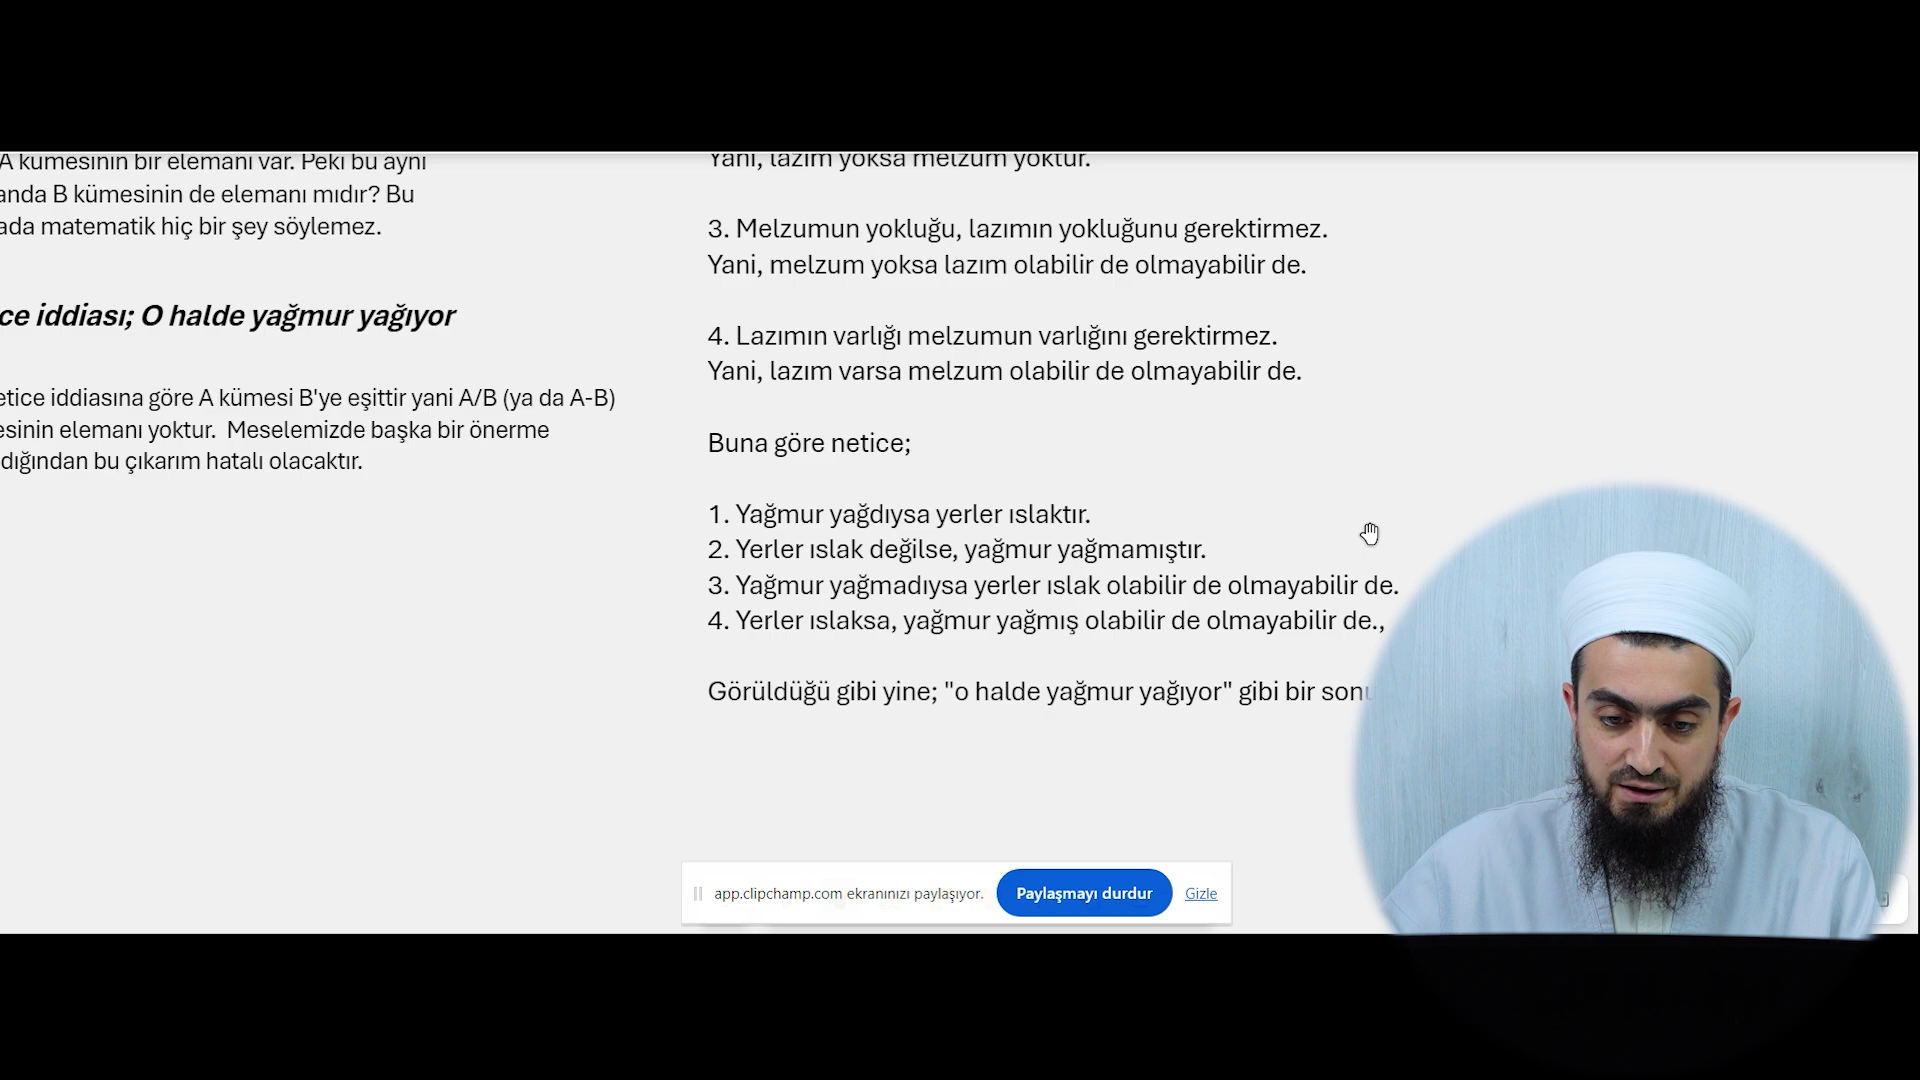 A kümesinin bir elemanı var. Peki bu aynı
anda B kümesinin de elemanı mıdır? Bu
ada matematik hiç bir şey söylemez.
ce iddiası; O halde yağmur yağıyor
etice iddiasına göre A kümesi B'ye eşittir yani A/B (ya da A-B)
esinin elemanı yoktur.  Meselemizde başka bir önerme
dığından bu çıkarım hatalı olacaktır.
Yani, lazım yoksa melzum yoktur.
3. Melzumun yokluğu, lazımın yokluğunu gerektirmez.
Yani, melzum yoksa lazım olabilir de olmayabilir de.
4. Lazımın varlığı melzumun varlığını gerektirmez.
Yani, lazım varsa melzum olabilir de olmayabilir de.
Buna göre netice;
1. Yağmur yağdıysa yerler ıslaktır.
2. Yerler ıslak değilse, yağmur yağmamıştır.
3. Yağmur yağmadıysa yerler ıslak olabilir de olmayabilir de.
4. Yerler ıslaksa, yağmur yağmış olabilir de olmayabilir de.,
Görüldüğü gibi yine; "o halde yağmur yağıyor" gibi bir sonu
app.clipchamp.com ekranınızı paylaşıyor.
Paylaşmayı durdur
Gizle